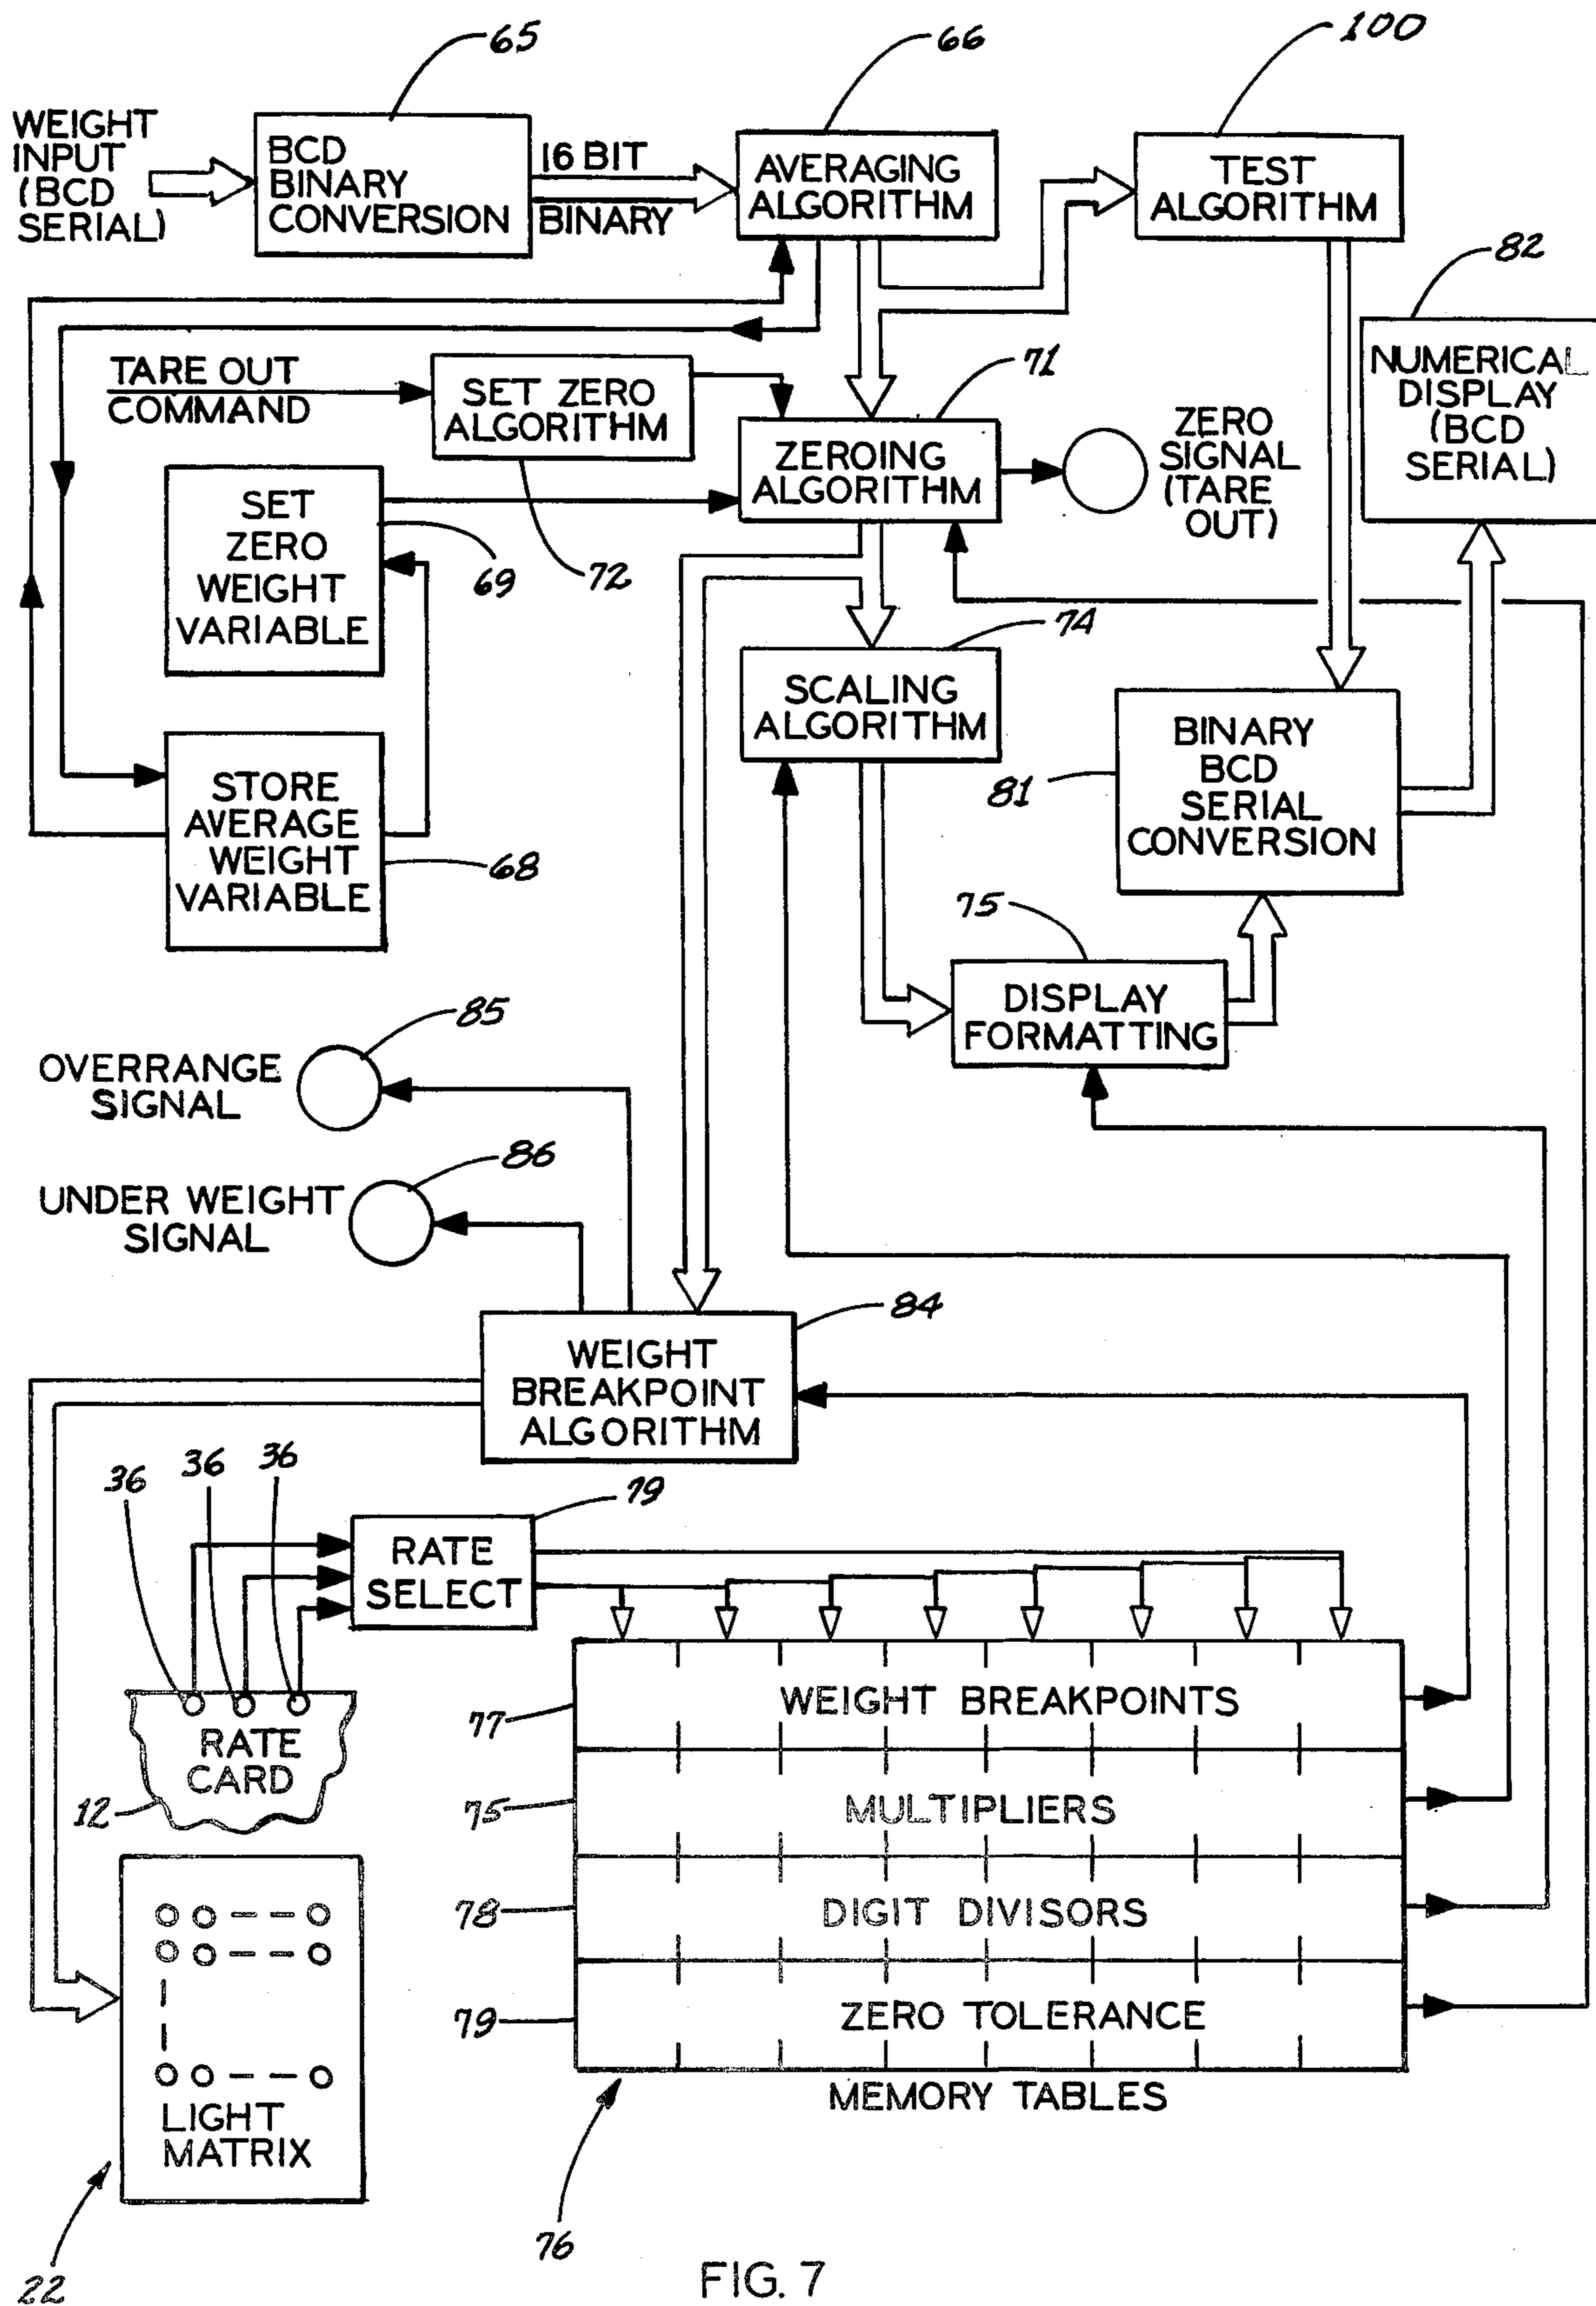 65
66
100
WEIGHT
INPUT
(BCD
SERIAL)
BCD
BINARY
CONVERSION
16 BIT
BINARY
AVERAGING
ALGORITHM
TEST
ALGORITHM
82
NUMERICAL
DISPLAY
(BCD
SERIAL)
TARE OUT
COMMAND
SET ZERO
ALGORITHM
72
71
ZEROING
ALGORITHM
ZERO
SIGNAL
(TARE
OUT)
SET
ZERO
WEIGHT
VARIABLE
69
74
SCALING
ALGORITHM
BINARY
BCD
SERIAL
CONVERSION
81
STORE
AVERAGE
WEIGHT
VARIABLE
68
75
DISPLAY
FORMATTING
85
OVERRANGE
SIGNAL
86
UNDER WEIGHT
SIGNAL
84
WEIGHT
BREAKPOINT
ALGORITHM
36
36
36
79
RATE
SELECT
RATE
CARD
12
77
WEIGHT BREAKPOINTS
75
MULTIPLIERS
78
DIGIT DIVISORS
79
ZERO TOLERANCE
MEMORY TABLES
76
LIGHT
MATRIX
22
FIG. 7